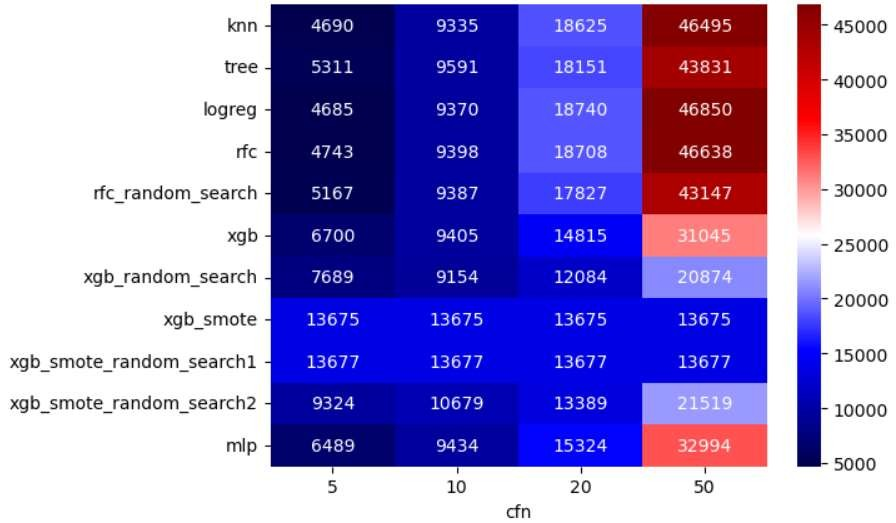 knn 4690 9335 18625 46495
tree 5311 9591 18151 43831
logreg 4685 9370 18740 46850
rfc 4743 9398 18708 46638
rfc_random_search 5167 9387 17827 43147
xgb 6700 9405 14815 31045
xgb_random_search 7689 9154 12084 20874
xgb_smote 13675 13675 13675 13675
xgb_smote_random_search1 13677 13677 13677 13677
xgb_smote_random_search2 9324 10679 13389 21519
mlp 6489 9434 15324 32994
5 10 20 50
cfn
45000
40000
35000
30000
25000
20000
15000
10000
5000